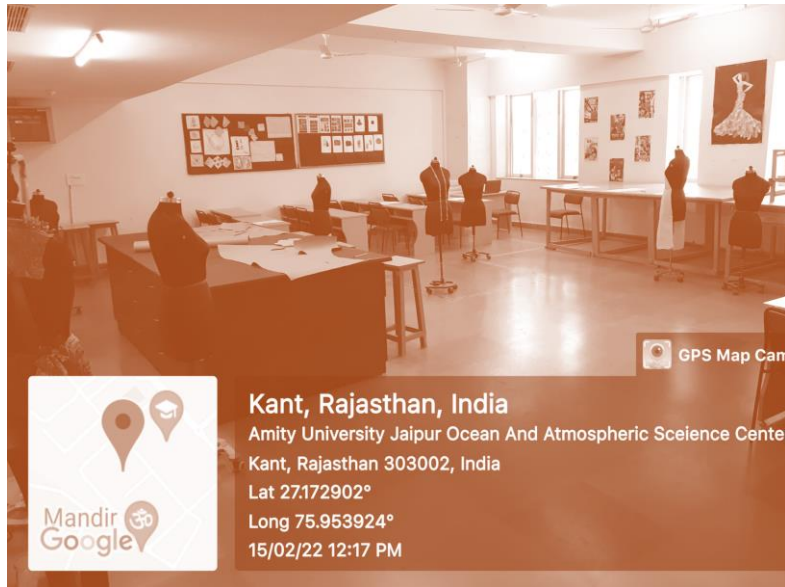 GPS Map Cam
Kant, Rajasthan, India
Amity University Jaipur Ocean And Atmospheric Sceience Cente
Kant, Rajasthan 303002, India
Lat 27.172902°
Long 75.953924°
15/02/22 12:17 PM
Mandir
Google